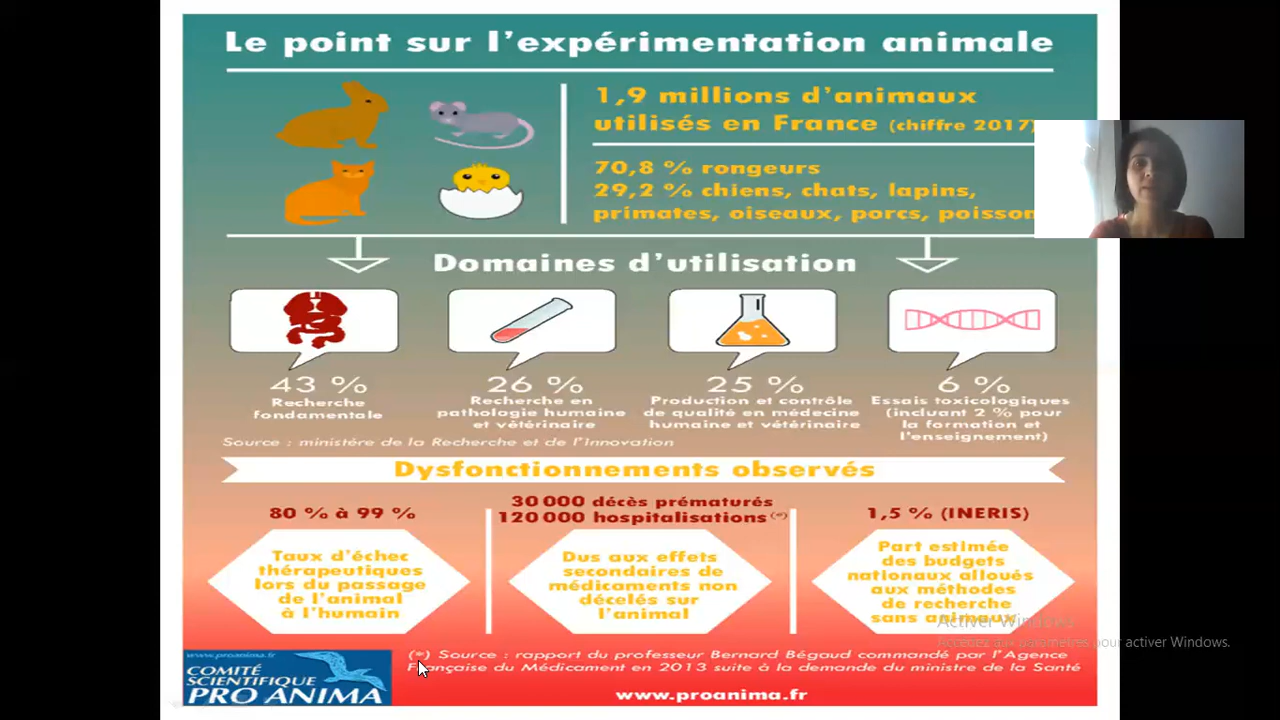 Le point sur l'expérimentation animale
1,9 millions d'animaux
utilisés en France (chiffre 2017)
70,8 % rongeurs
29,2 % chiens, chats, lapins,
primates, oiseaux, porcs, poisson
Domaines d'utilisation
43 %
Recherche
fondamentale
26 %
Recherche en
pathologie humaine
et vètèrinaire
25 %
Production et contrôle
de qualité en médecine
humaine et vétérinaire
6 %
Essais toxicologiques
(incluant 2 % pour
la formation et
l'enseignement)
Source : ministére de la Recherche et de l'Innovation
Dysfonctionnements observés
80 % à 99 %
Taux d'échec
thérapeutiques
lors du passage
de l'animal
à l'humain
30 000 décès prématurés
120 000 hospitalisations (*)
Dus aux effets
secondaires de
médicaments non
décelés sur
l'animal
1,5 % (INERIS)
Part estimée
des budgets
nationaux alloués
aux méthodes
de recherche
sans animaux
Activer Windows
Accédez aux paramètres pour activer Windows.
www.proanima.fr
COMITÉ
SCIENTIFIQUE
PRO ANIMA
(*) Source : rapport du professeur Bernard Bégaud commandé par l'Agence
Française du Médicament en 2013 suite à la demande du ministre de la Santé
www.proanima.fr